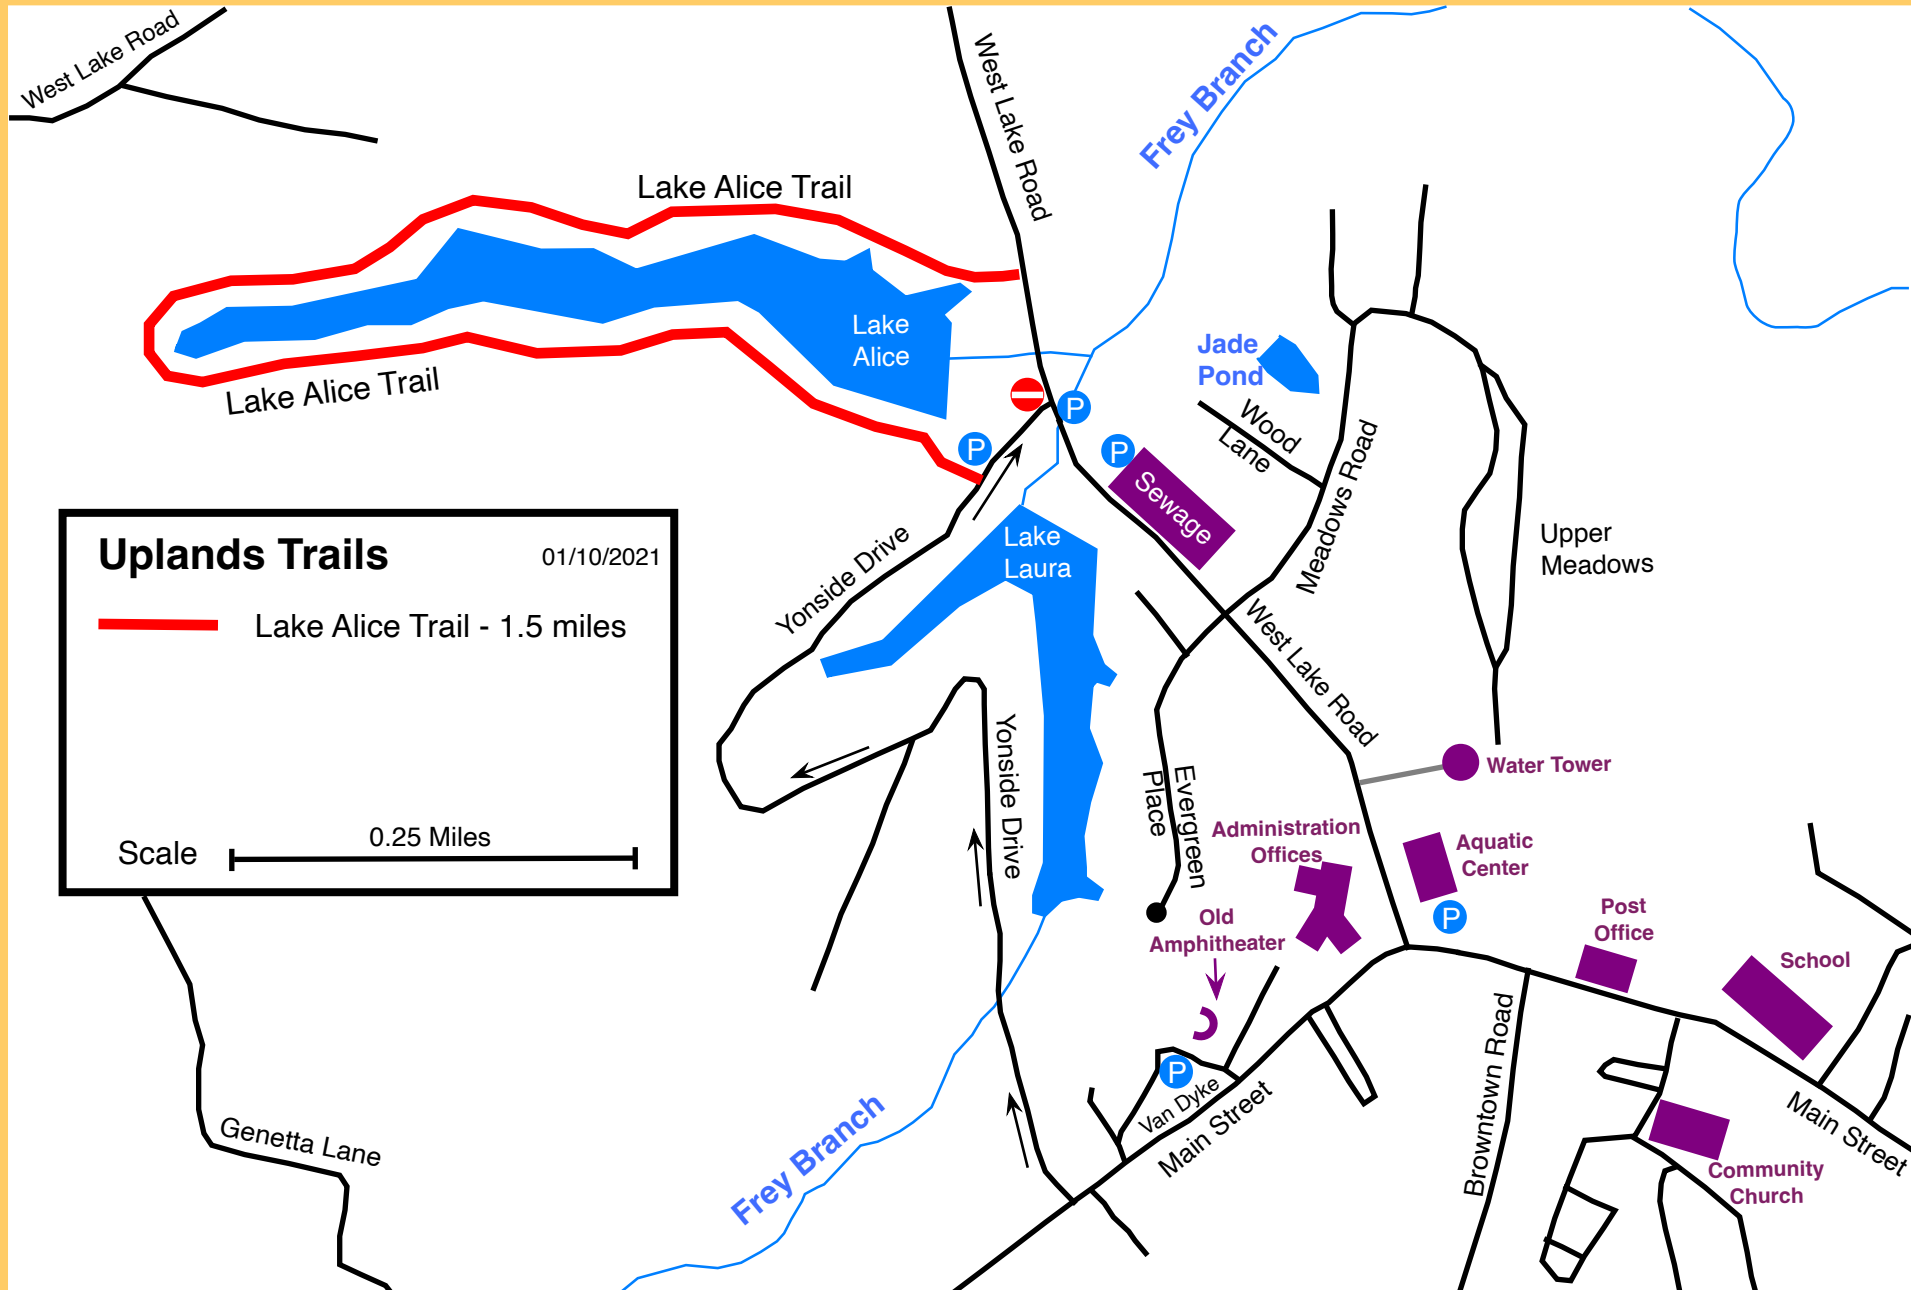 West Lake Road
West Lake Road
Frey Branch
Lake Alice Trail
Lake
Alice
Lake Alice Trail
Jade
Pond
Wood
Lane
P
P
P
Sewage
Meadows Road
Upper
Meadows
Lake
Laura
Yonside Drive
Uplands Trails
01/10/2021
Lake Alice Trail - 1.5 miles
Scale
0.25 Miles
West Lake Road
Yonside Drive
Evergreen
Place
Water Tower
Administration
Offices
Aquatic
Center
P
Old
Amphitheater
Post
Office
School
P
Van Dyke
Main Street
Browntown Road
Main Street
Community
Church
Genetta Lane
Frey Branch